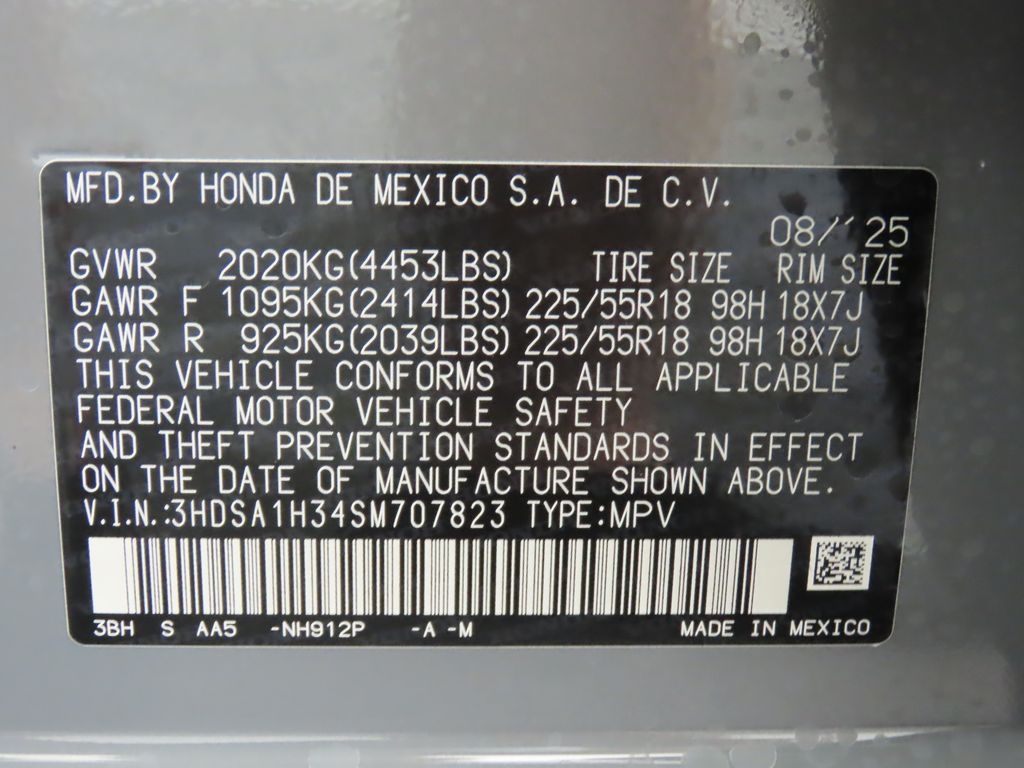 MFD.BY HONDA DE MEXICO S.A. DE C.V.
08/'25
GVWR 2020KG(4453LBS) TIRE SIZE RIM SIZE
GAWR F 1095KG(2414LBS) 225/55R18 98H 18X7J
GAWR R 925KG(2039LBS) 225/55R18 98H 18X7J
THIS VEHICLE CONFORMS TO ALL APPLICABLE
FEDERAL MOTOR VEHICLE SAFETY
AND THEFT PREVENTION STANDARDS IN EFFECT
ON THE DATE OF MANUFACTURE SHOWN ABOVE.
V.I.N.:3HDSA1H34SM707823 TYPE:MPV
3BH S AA5 -NH912P -A -M MADE IN MEXICO